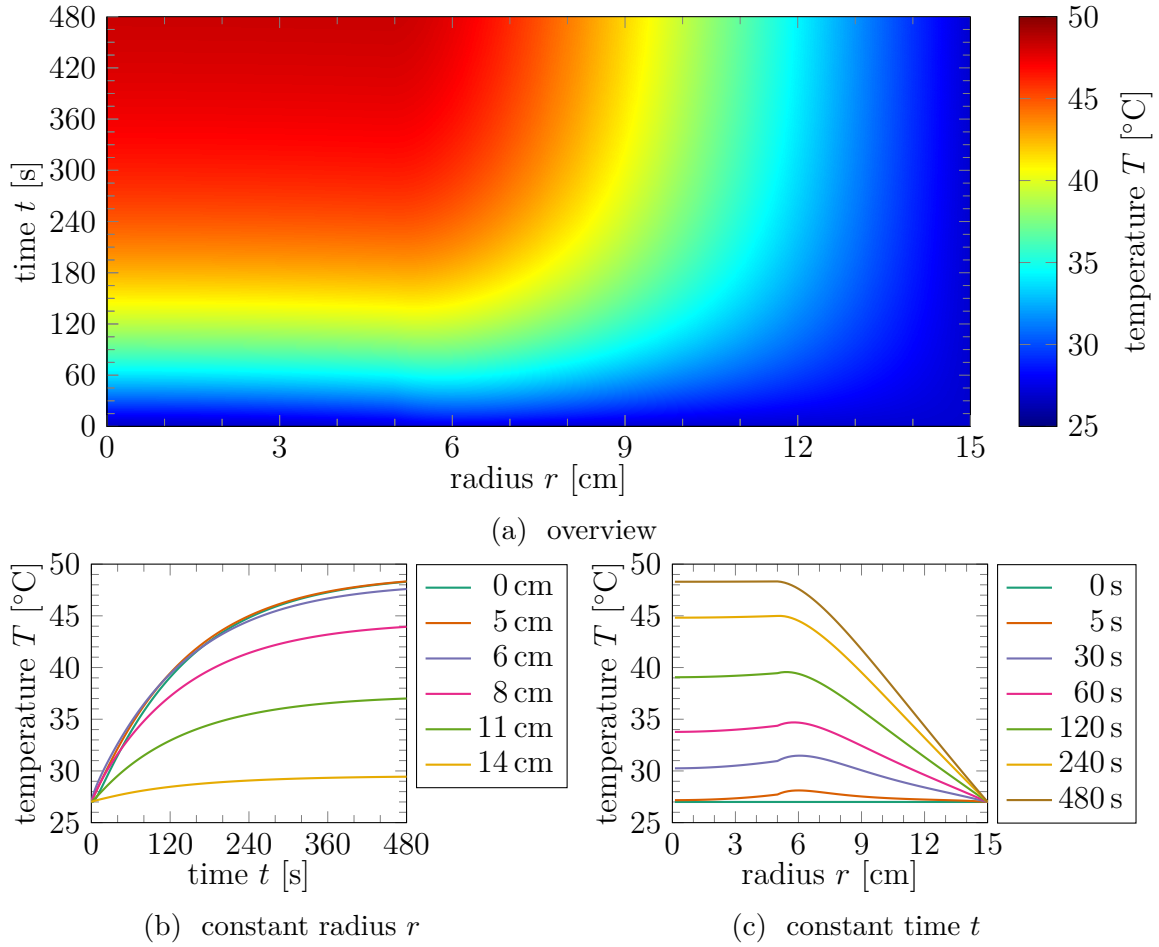 480
420
360
300
240
180
120
60
0
time t [s]
0 3 6 9 12 15
radius r [cm]
50
45
40
35
30
25
temperature T [°C]
(a) overview
50
45
40
35
30
25
temperature T [°C]
0 120 240 360 480
time t [s]
0 cm
5 cm
6 cm
8 cm
11 cm
14 cm
(b) constant radius r
50
45
40
35
30
25
temperature T [°C]
0 3 6 9 12 15
radius r [cm]
0 s
5 s
30 s
60 s
120 s
240 s
480 s
(c) constant time t